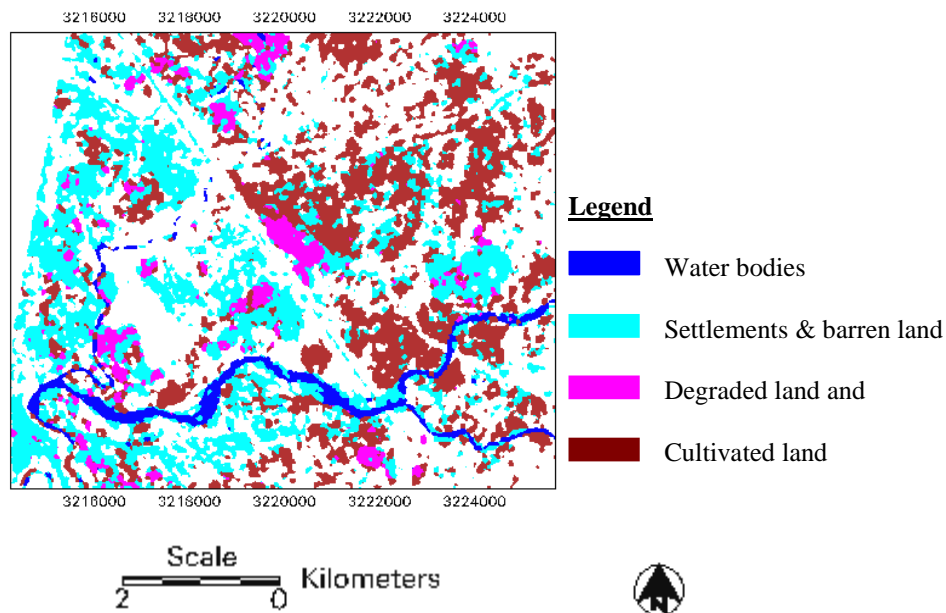 3216000 3218000 3220000 3222000 3224000
Legend
Water bodies
Settlements & barren land
Degraded land and
Cultivated land
3216000 3218000 3220000 3222000 3224000
Scale
2 0 Kilometers
N